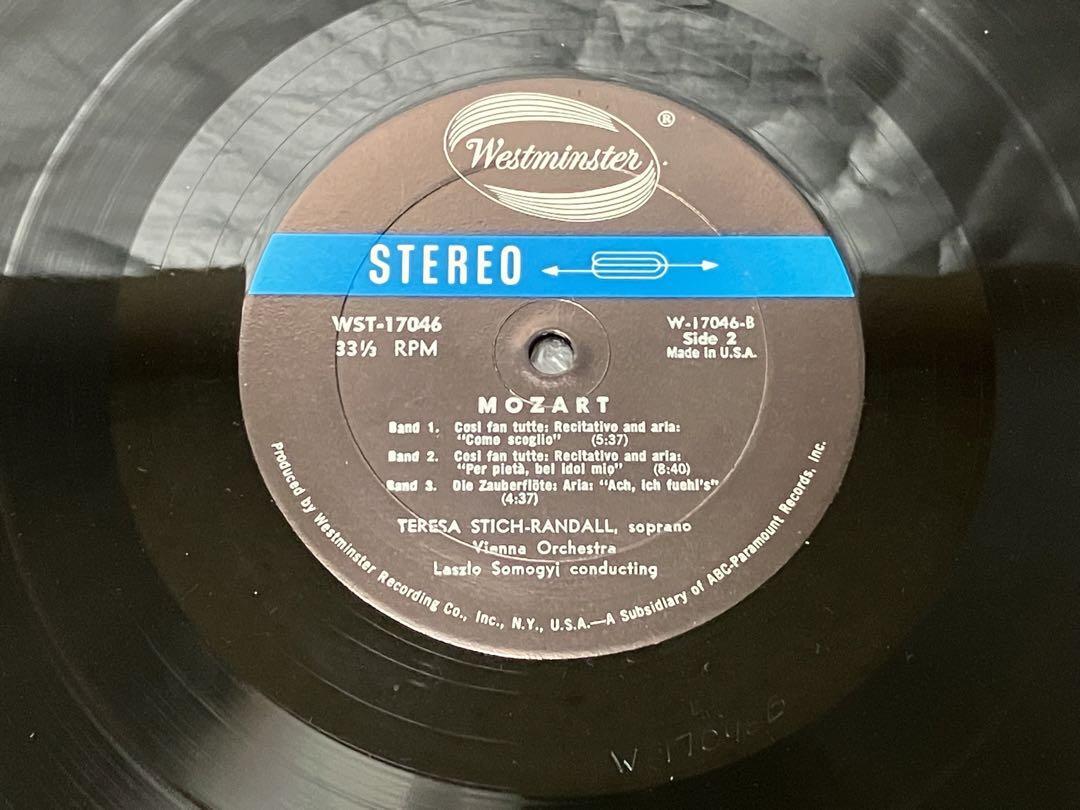 Westminster ®
STEREO
WST-17046
33⅓ RPM
W-17046-B
Side 2
Made in U.S.A.
MOZART
Band 1. Cosi fan tutte: Recitativo and aria:
"Come scoglio" (5:37)
Band 2. Cosi fan tutte: Recitativo and aria:
"Per pietà, bel idol mio" (8:40)
Band 3. Die Zauberflöte: Aria: "Ach, ich fuehl's"
(4:37)
TERESA STICH-RANDALL, soprano
Vienna Orchestra
Laszlo Somogyi conducting
Produced by Westminster Recording Co., Inc., N.Y., U.S.A.—A Subsidiary of ABC-Paramount Records, Inc.